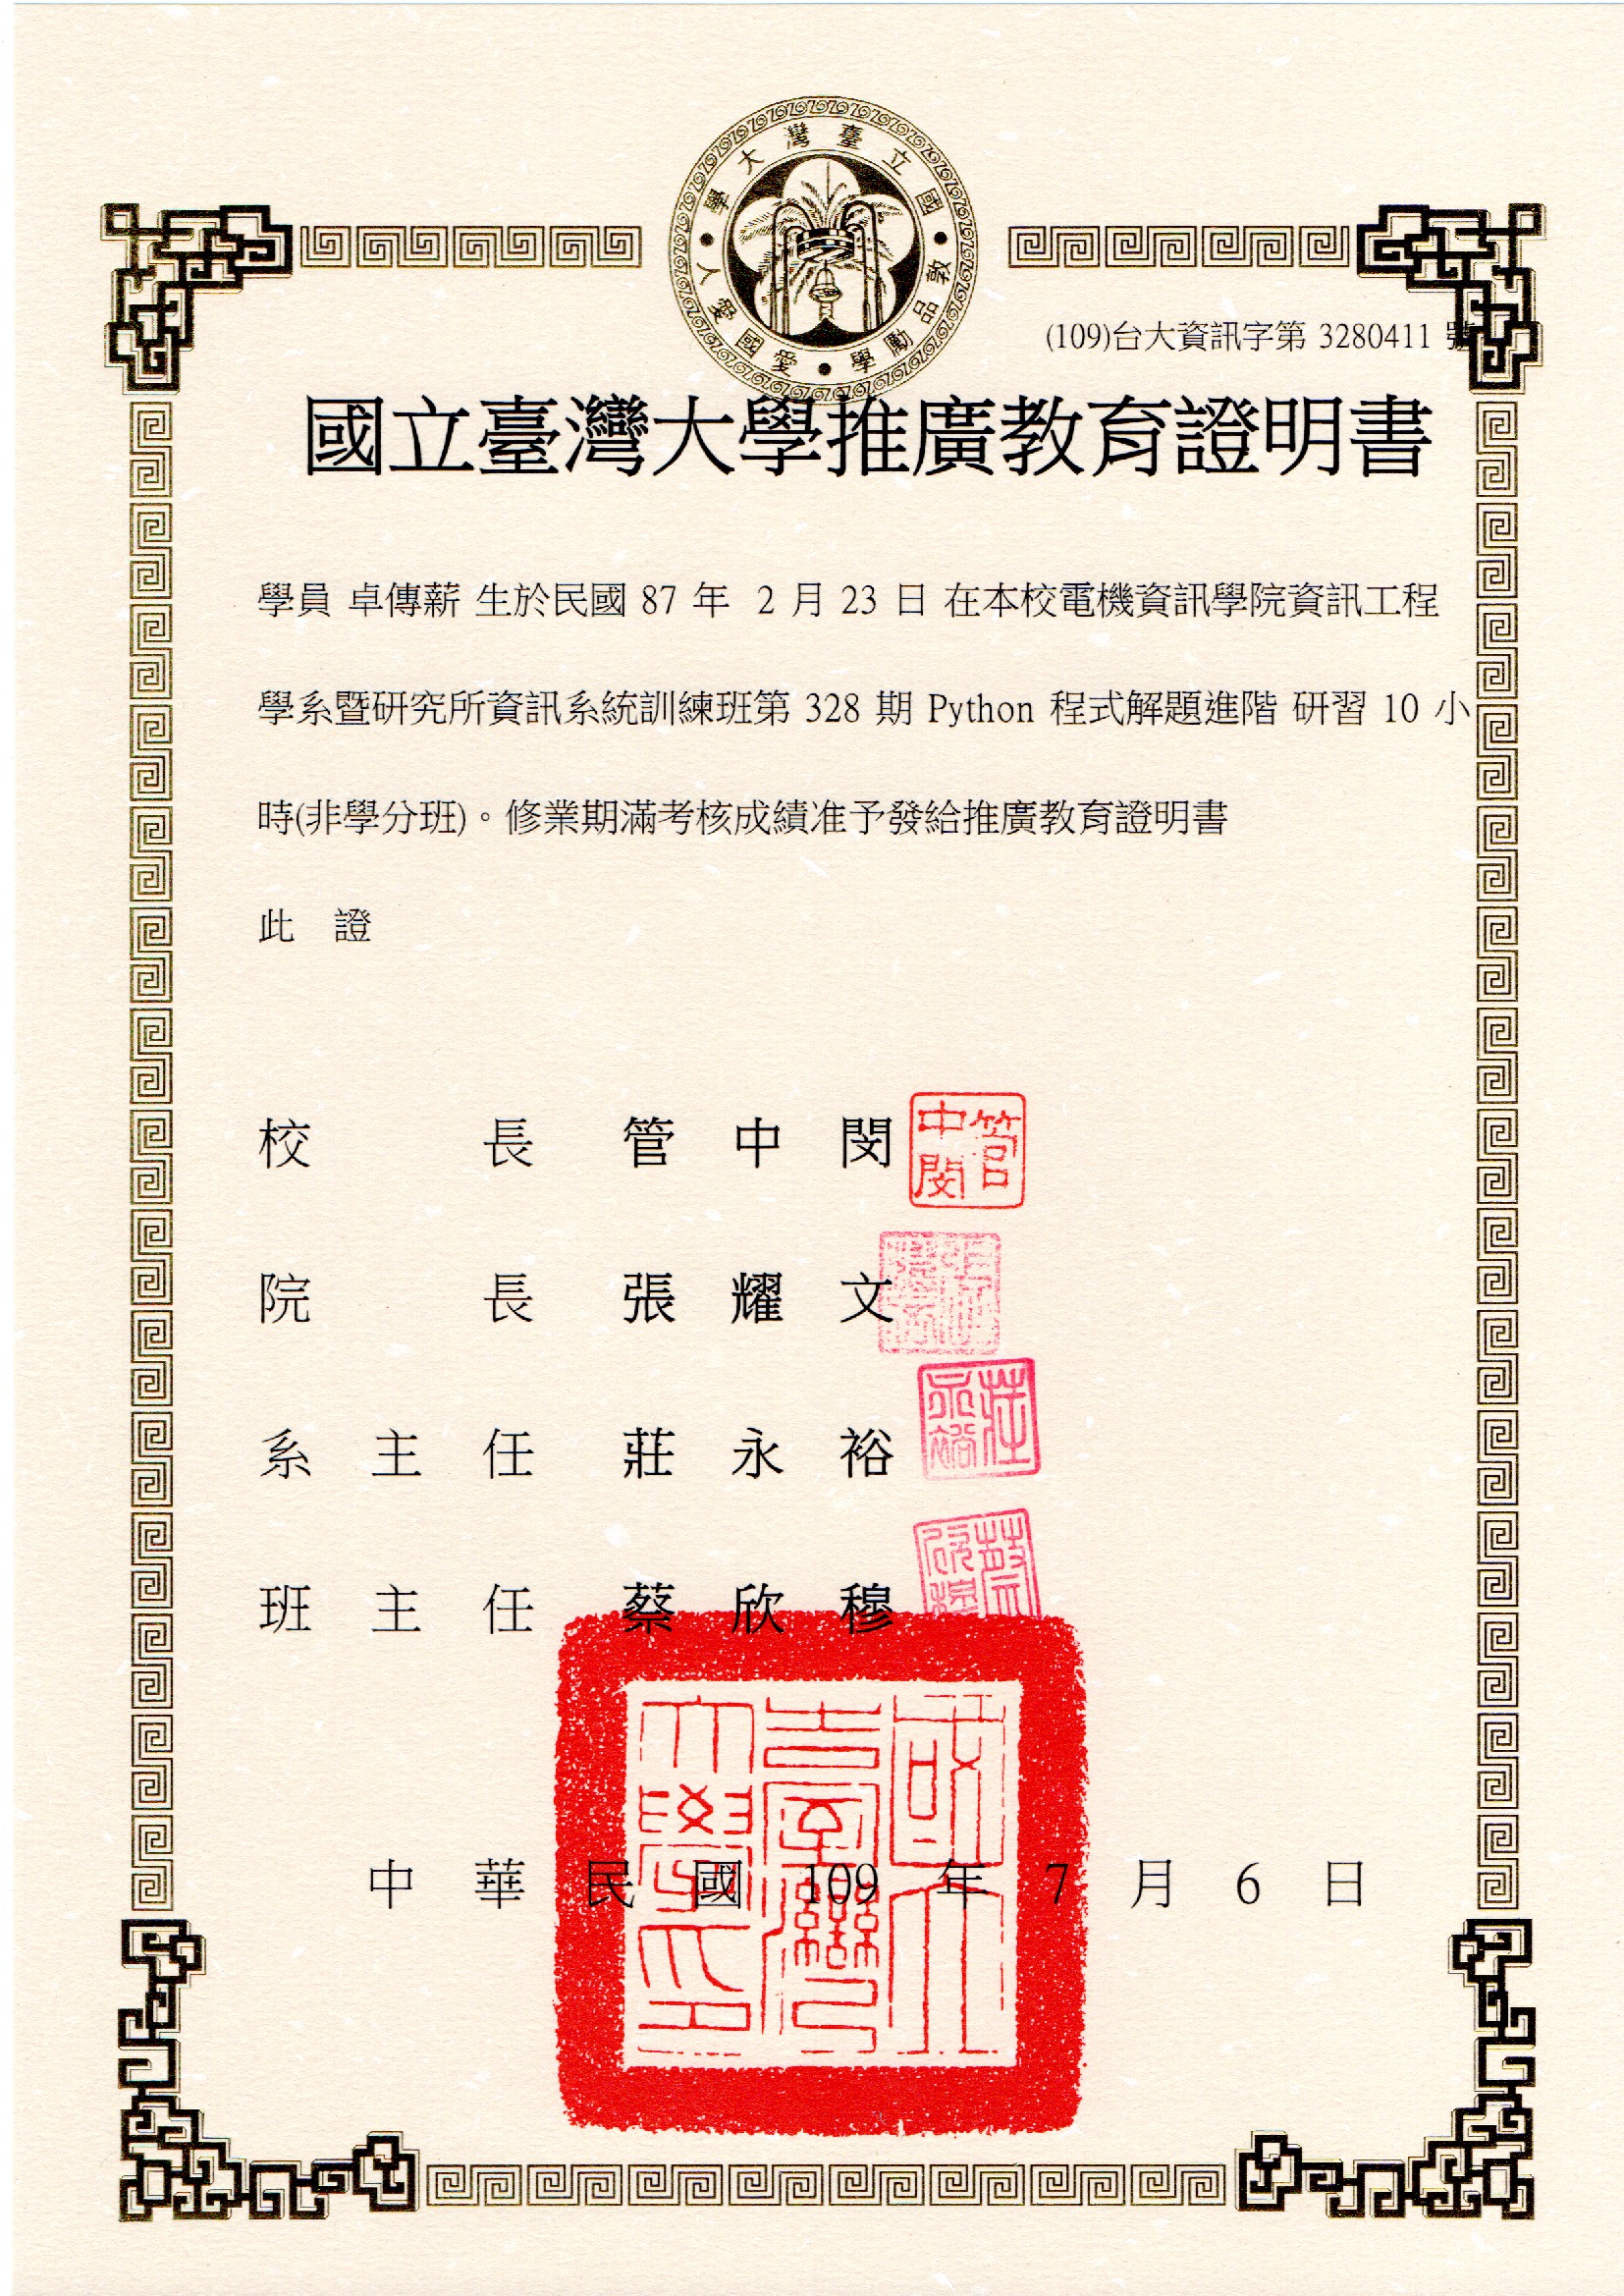 國立臺灣大學
敦品勵學 愛國愛人
(109)台大資訊字第 3280411 號
國立臺灣大學推廣教育證明書
學員 卓傳薪 生於民國 87 年 2 月 23 日 在本校電機資訊學院資訊工程
學系暨研究所資訊系統訓練班第 328 期 Python 程式解題進階 研習 10 小
時(非學分班)。修業期滿考核成績准予發給推廣教育證明書
此 證
校 長 管 中 閔
管中閔
院 長 張 耀 文
系 主 任 莊 永 裕
莊永裕
班 主 任 蔡 欣 穆
國立臺灣大學之印
中 華 民 國 109 年 7 月 6 日